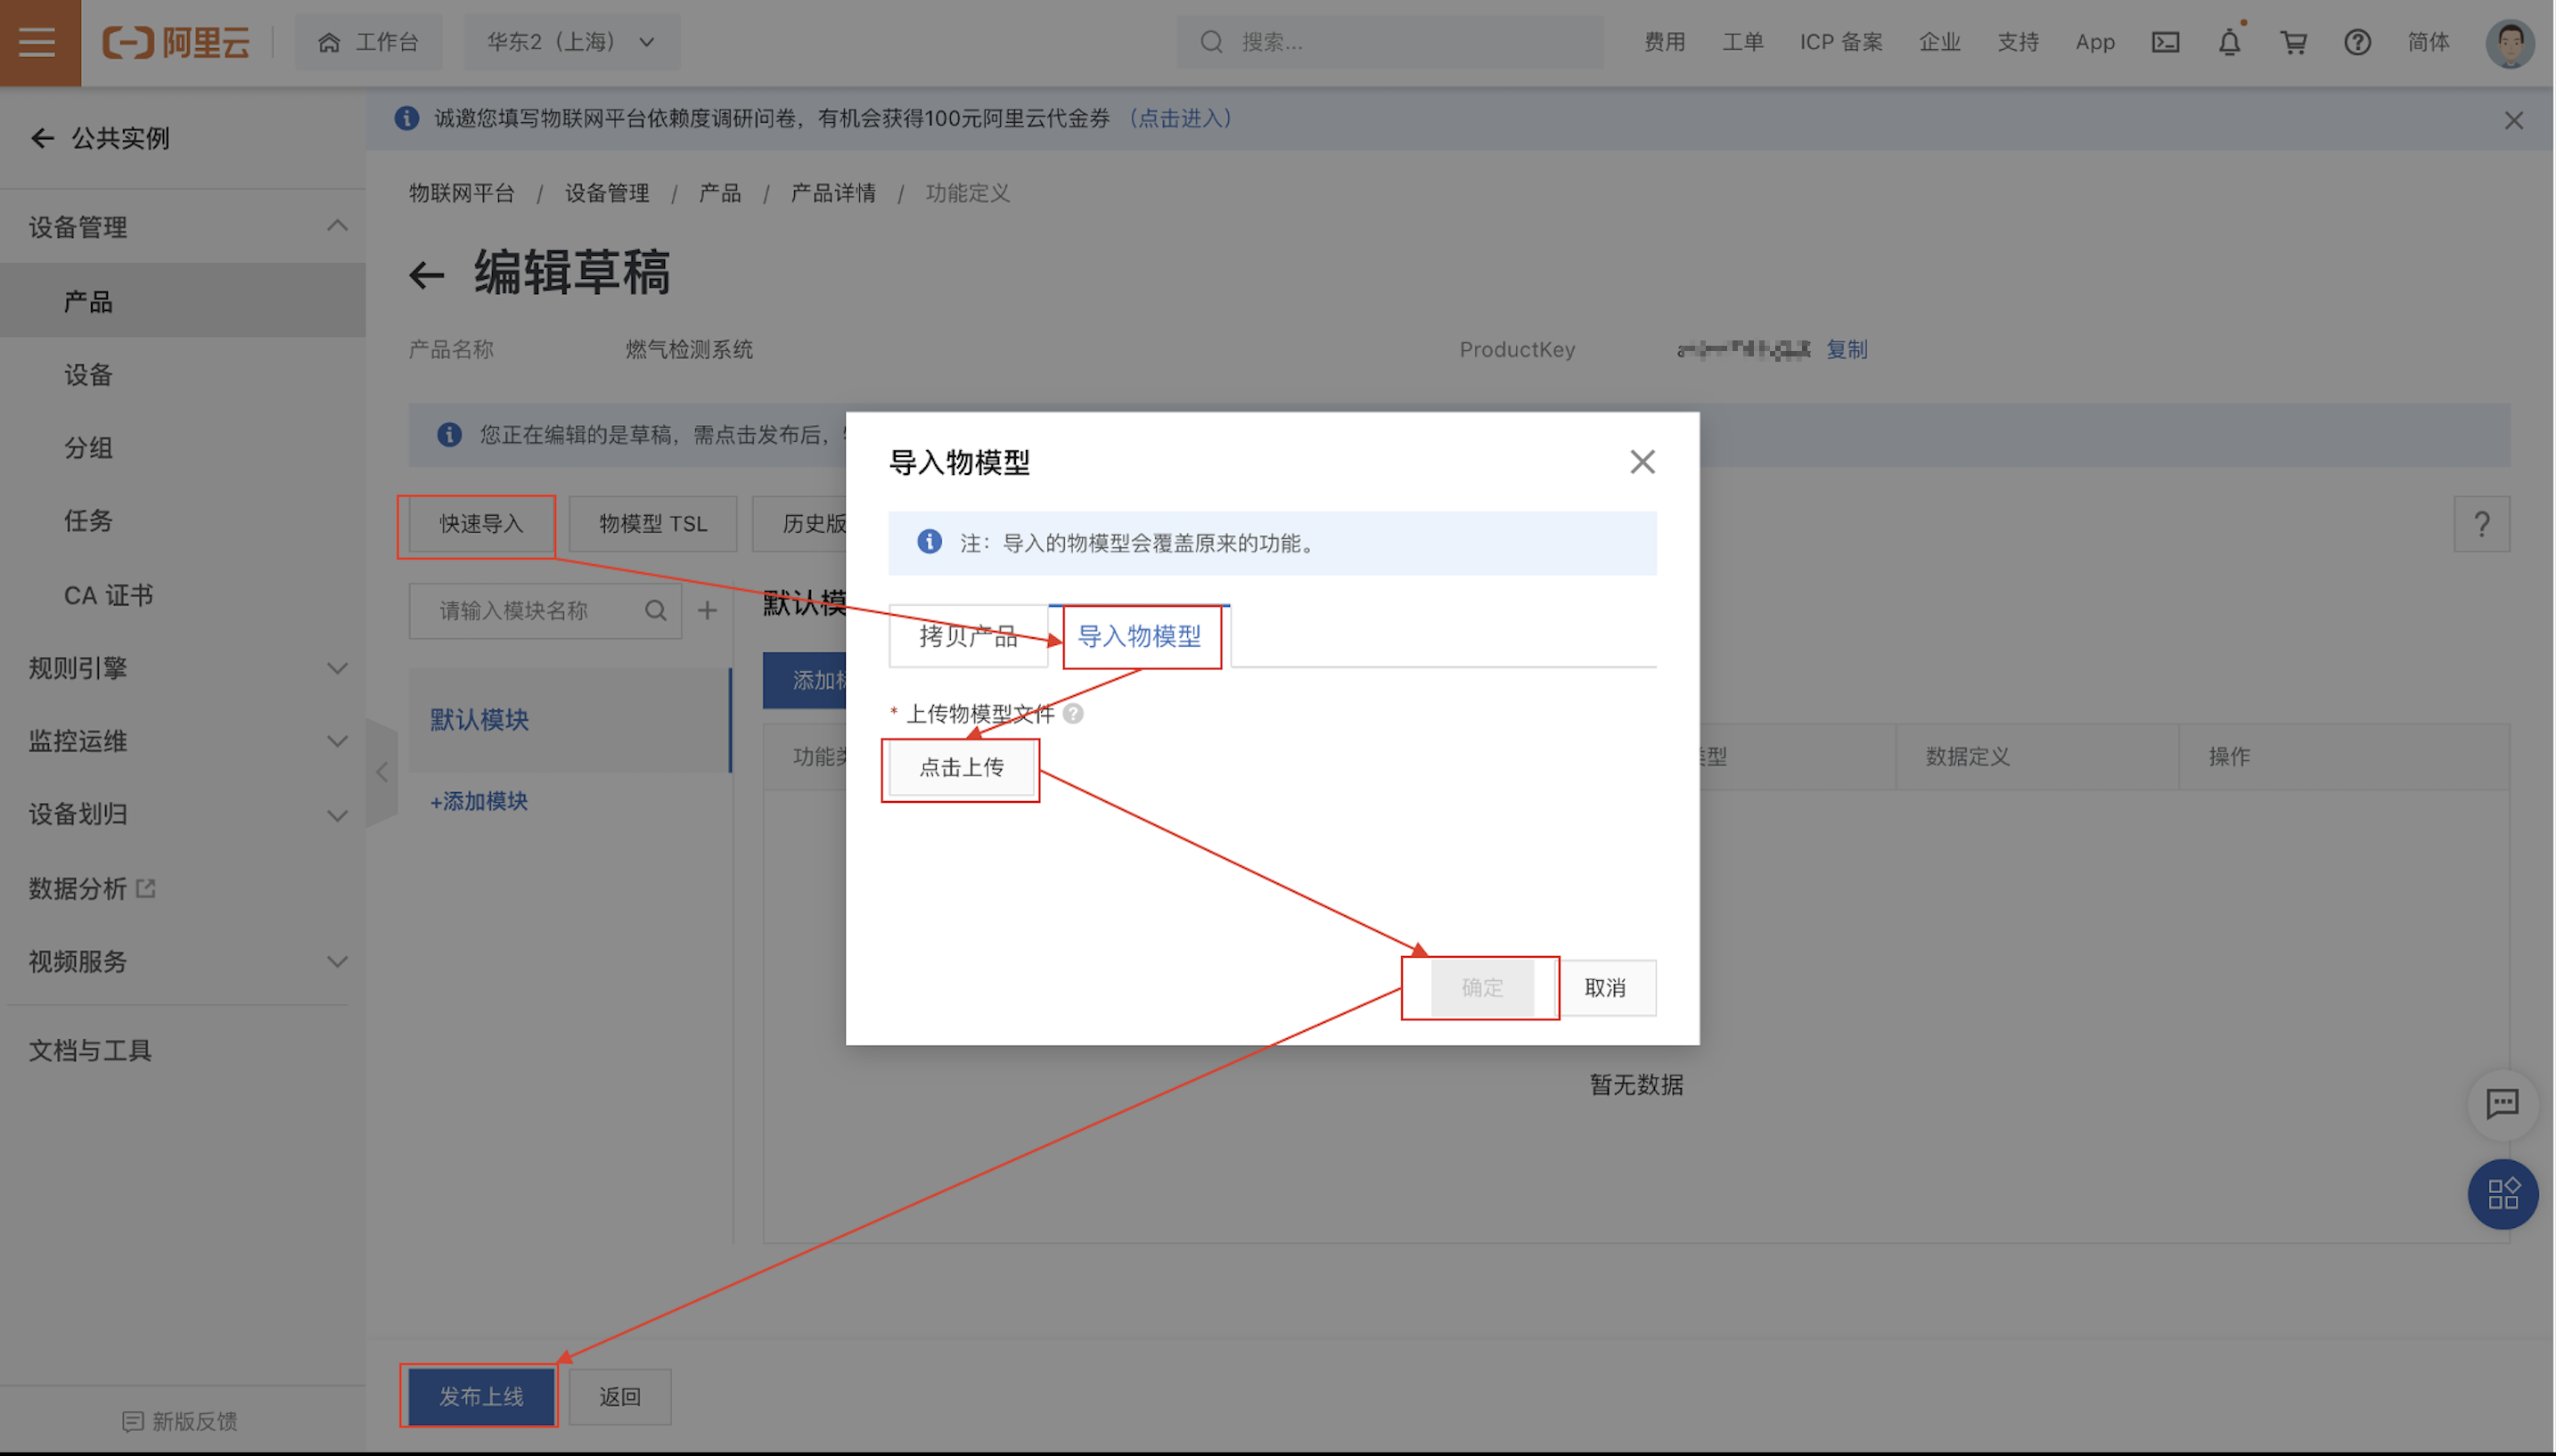 阿里云 工作台 华东2（上海） 搜索... 费用 工单 ICP 备案 企业 支持 App 简体
诚邀您填写物联网平台依赖度调研问卷，有机会获得100元阿里云代金券 （点击进入）
公共实例
设备管理
产品
设备
分组
任务
CA 证书
规则引擎
监控运维
设备划归
数据分析
视频服务
文档与工具
新版反馈
物联网平台 / 设备管理 / 产品 / 产品详情 / 功能定义
编辑草稿
产品名称 燃气检测系统 ProductKey 复制
您正在编辑的是草稿，需点击发布后，
快速导入 物模型 TSL 历史版 ?
请输入模块名称
默认模块
+添加模块
默认模
添加
功能 型 数据定义 操作
暂无数据
导入物模型
注：导入的物模型会覆盖原来的功能。
拷贝产品 导入物模型
* 上传物模型文件 ?
点击上传
确定 取消
发布上线 返回